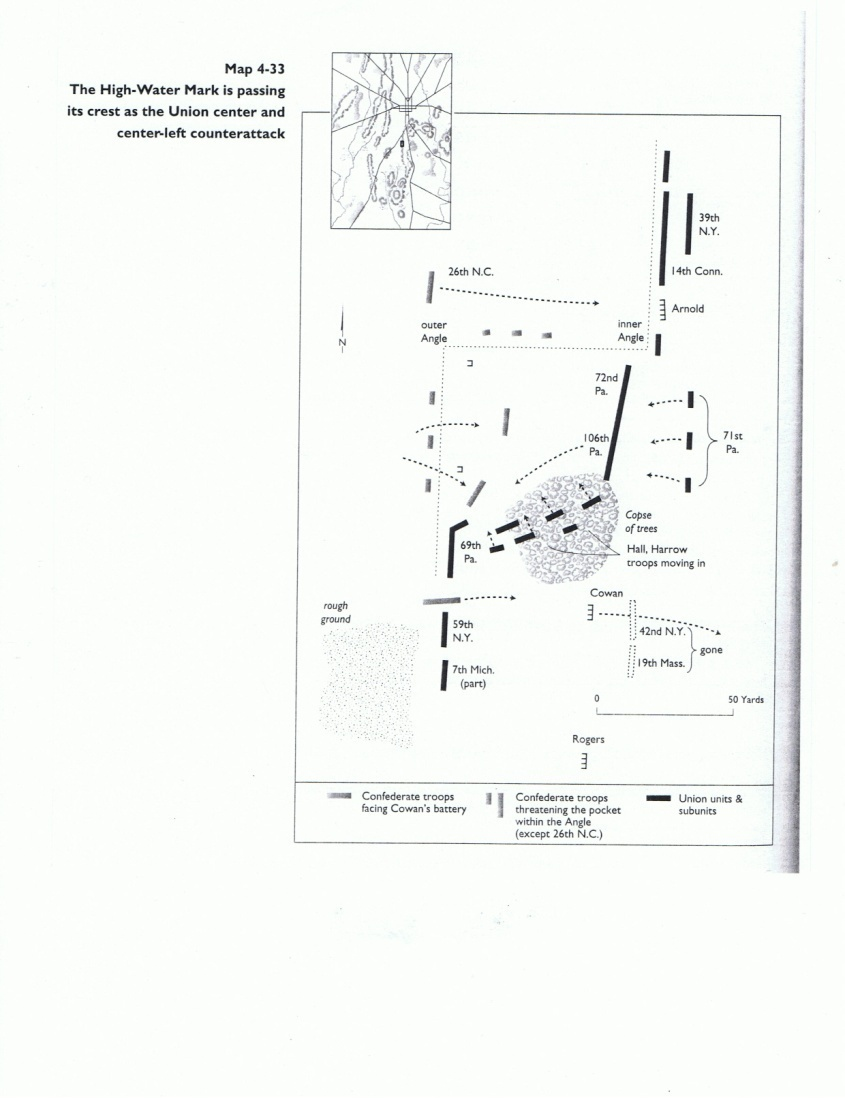 Map 4-33
The High-Water Mark is passing
its crest as the Union center and
center-left counterattack
39th
N.Y.
26th N.C.
14th Conn.
Arnold
outer
Angle
inner
Angle
N
72nd
Pa.
106th
Pa.
71st
Pa.
Copse
of trees
69th
Pa.
Hall, Harrow
troops moving in
Cowan
rough
ground
59th
N.Y.
42nd N.Y.
gone
19th Mass.
7th Mich.
(part)
0
50 Yards
Rogers
Confederate troops
facing Cowan's battery
Confederate troops
threatening the pocket
within the Angle
(except 26th N.C.)
Union units &
subunits